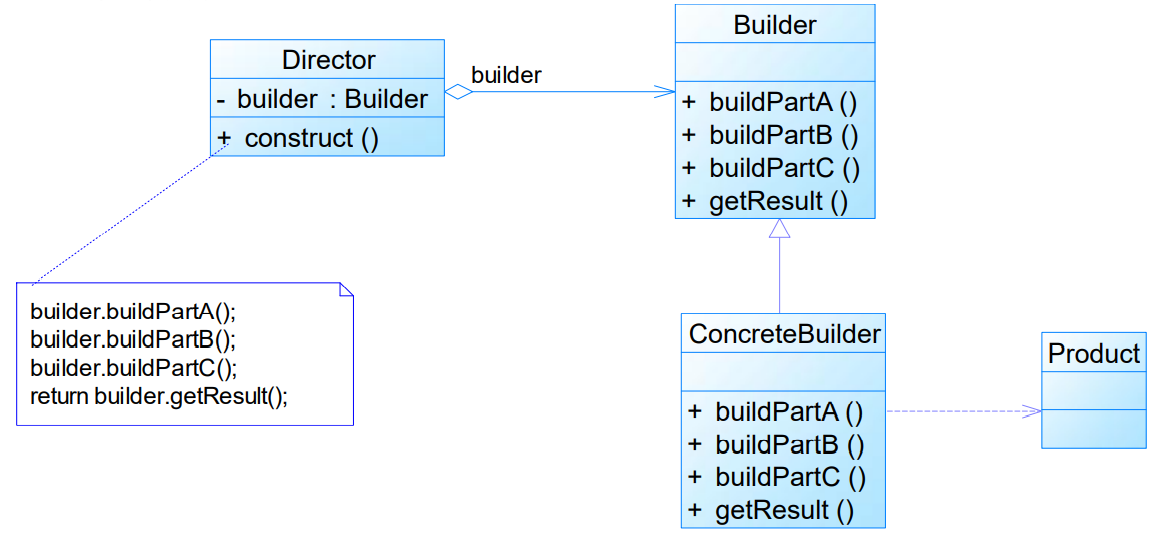 Director
- builder : Builder
+ construct ()
builder
Builder
+ buildPartA ()
+ buildPartB ()
+ buildPartC ()
+ getResult ()
builder.buildPartA();
builder.buildPartB();
builder.buildPartC();
return builder.getResult();
ConcreteBuilder
+ buildPartA ()
+ buildPartB ()
+ buildPartC ()
+ getResult ()
Product